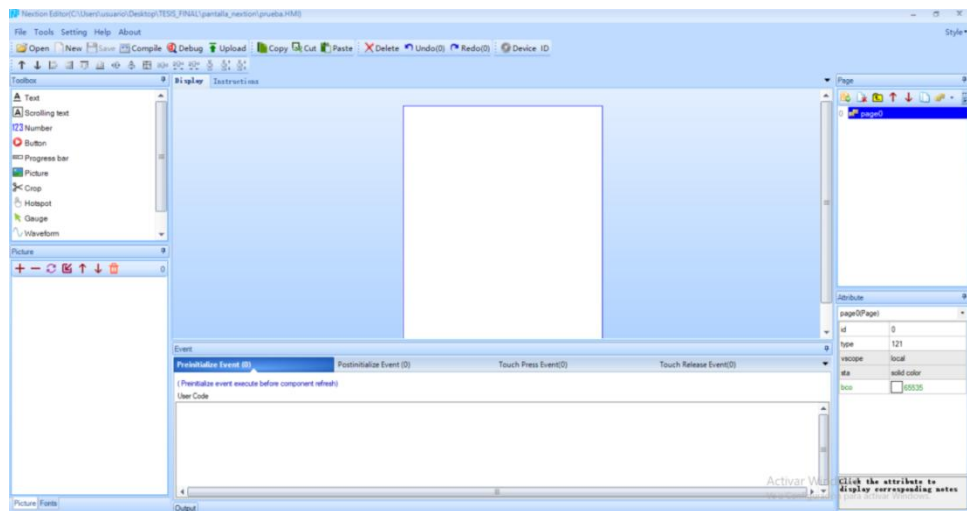 Nextion Editor(C:\Users\usuario\Desktop\TESIS_FINAL\pantalla_nextion\prueba.HMI)
File Tools Setting Help About
Style
Open New Save Compile Debug Upload Copy Cut Paste Delete Undo(0) Redo(0) Device ID
Toolbox
Text
Scrolling text
123 Number
Button
Progress bar
Picture
Crop
Hotspot
Gauge
Waveform
Picture
0
Picture Fonts
Display Instructions
Event
Preinitialize Event (0) Postinitialize Event (0) Touch Press Event(0) Touch Release Event(0)
( Preinitialize event execute before component refresh)
User Code
Output
Page
0 page0
Attribute
page0(Page)
id 0
type 121
vscope local
sta solid color
bco 65535
Click the attribute to
display corresponding notes
Activar
para activar Windows.